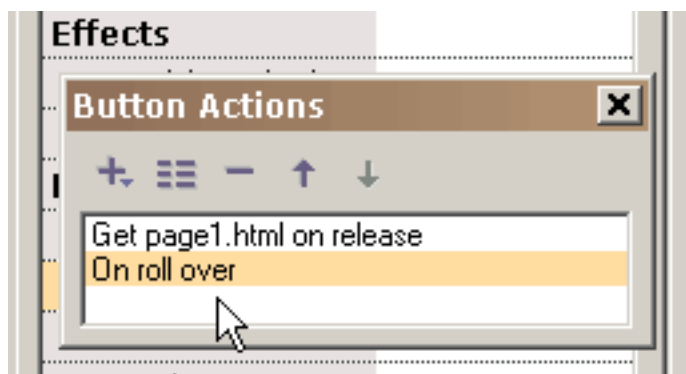 Effects
Button Actions
Get page1.html on release
On roll over